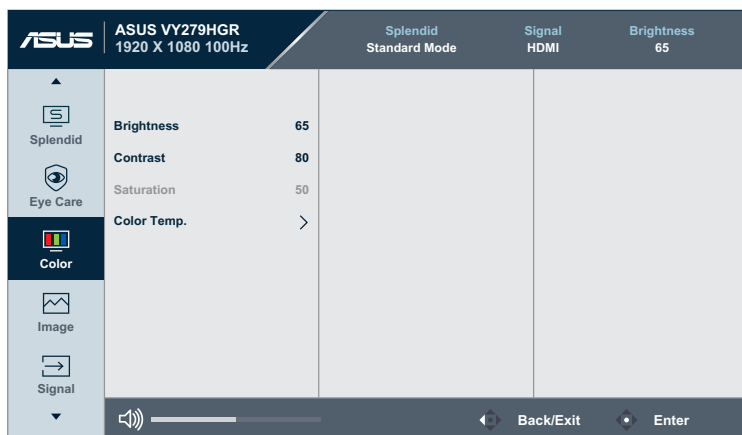 ASUS
ASUS VY279HGR
1920 X 1080 100Hz
Splendid
Standard Mode
Signal
HDMI
Brightness
65
Splendid
Eye Care
Color
Image
Signal
Brightness 65
Contrast 80
Saturation 50
Color Temp.
Back/Exit
Enter